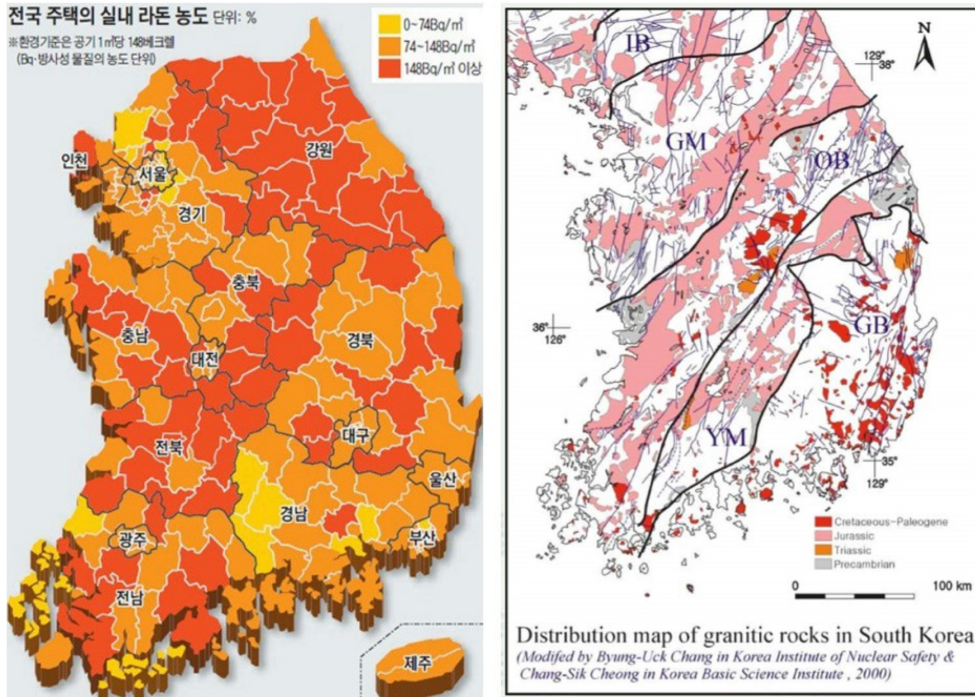 전국 주택의 실내 라돈 농도 단위: %
※환경기준은 공기 1㎥당 148베크렐
(Bq·방사성 물질의 농도 단위)
0~74Bq/㎥
74~148Bq/㎥
148Bq/㎥ 이상
인천
서울
강원
경기
충북
충남
대전
경북
전북
대구
울산
경남
부산
광주
전남
제주
N
IB
129°
38°
GM
OB
36°
126°
GB
YM
35°
129°
Cretaceous-Paleogene
Jurassic
Triassic
Precambrian
0 100 km
Distribution map of granitic rocks in South Korea
(Modifed by Byung-Uck Chang in Korea Institute of Nuclear Safety &
Chang-Sik Cheong in Korea Basic Science Institute , 2000)